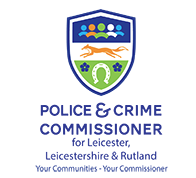 POLICE & CRIME
COMMISSIONER
for Leicester,
Leicestershire & Rutland
Your Communities - Your Commissioner